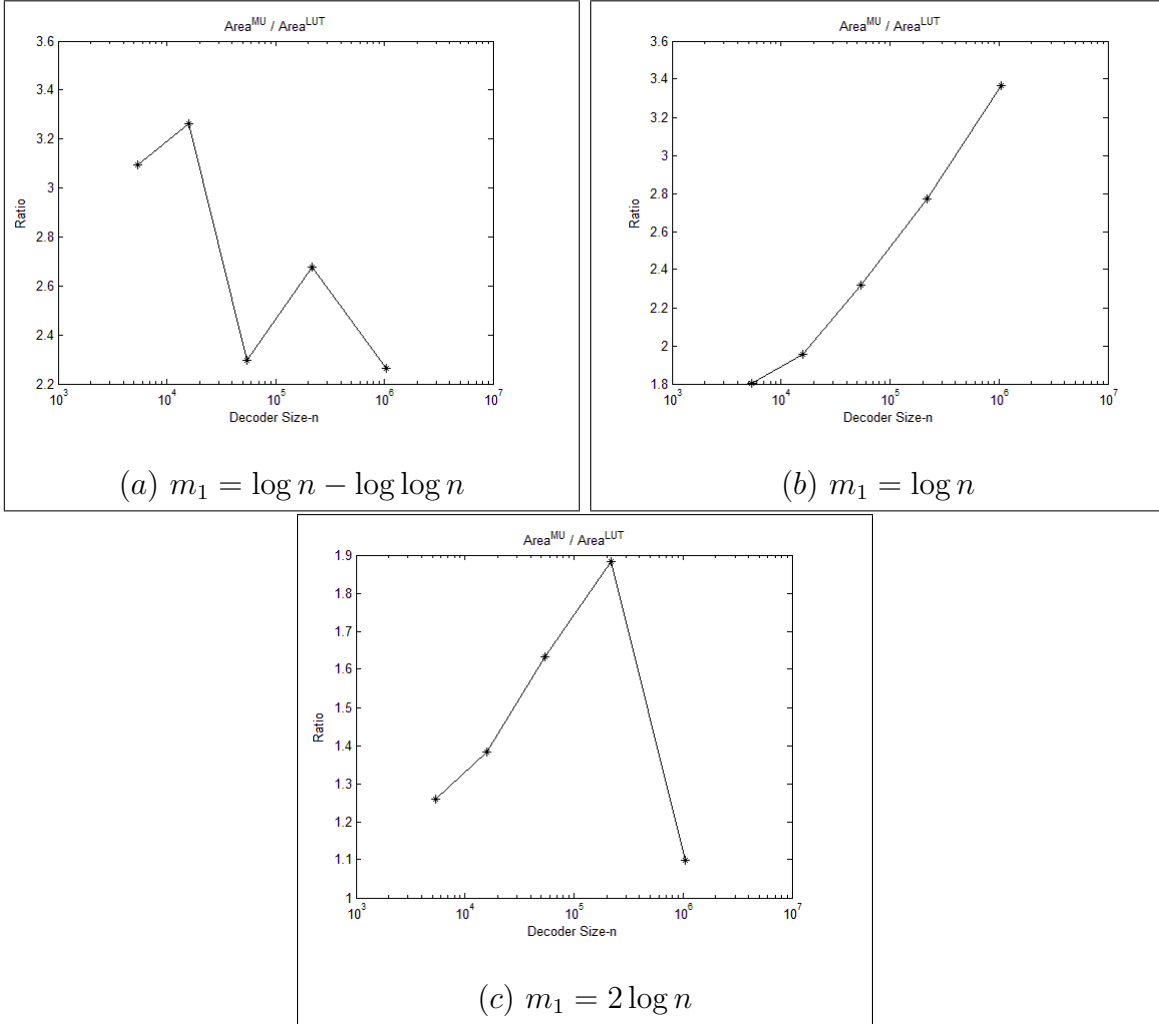 Area^MU / Area^LUT
3.6
3.4
3.2
3
2.8
2.6
2.4
2.2
Ratio
10^3 10^4 10^5 10^6 10^7
Decoder Size-n
(a) m_1 = log n − log log n
Area^MU / Area^LUT
3.6
3.4
3.2
3
2.8
2.6
2.4
2.2
2
1.8
Ratio
10^3 10^4 10^5 10^6 10^7
Decoder Size-n
(b) m_1 = log n
Area^MU / Area^LUT
1.9
1.8
1.7
1.6
1.5
1.4
1.3
1.2
1.1
1
Ratio
10^3 10^4 10^5 10^6 10^7
Decoder Size-n
(c) m_1 = 2 log n